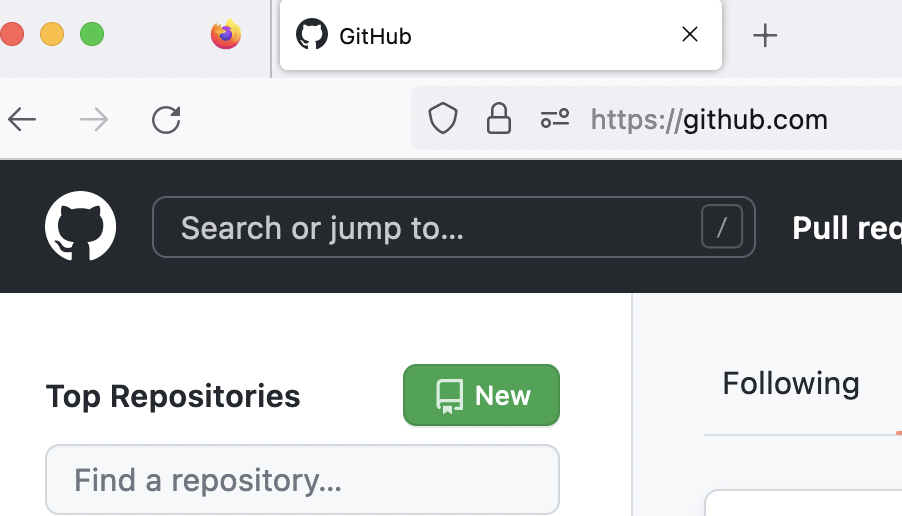 GitHub
https://github.com
Search or jump to... /
Pull req
Top Repositories
New
Following
Find a repository...